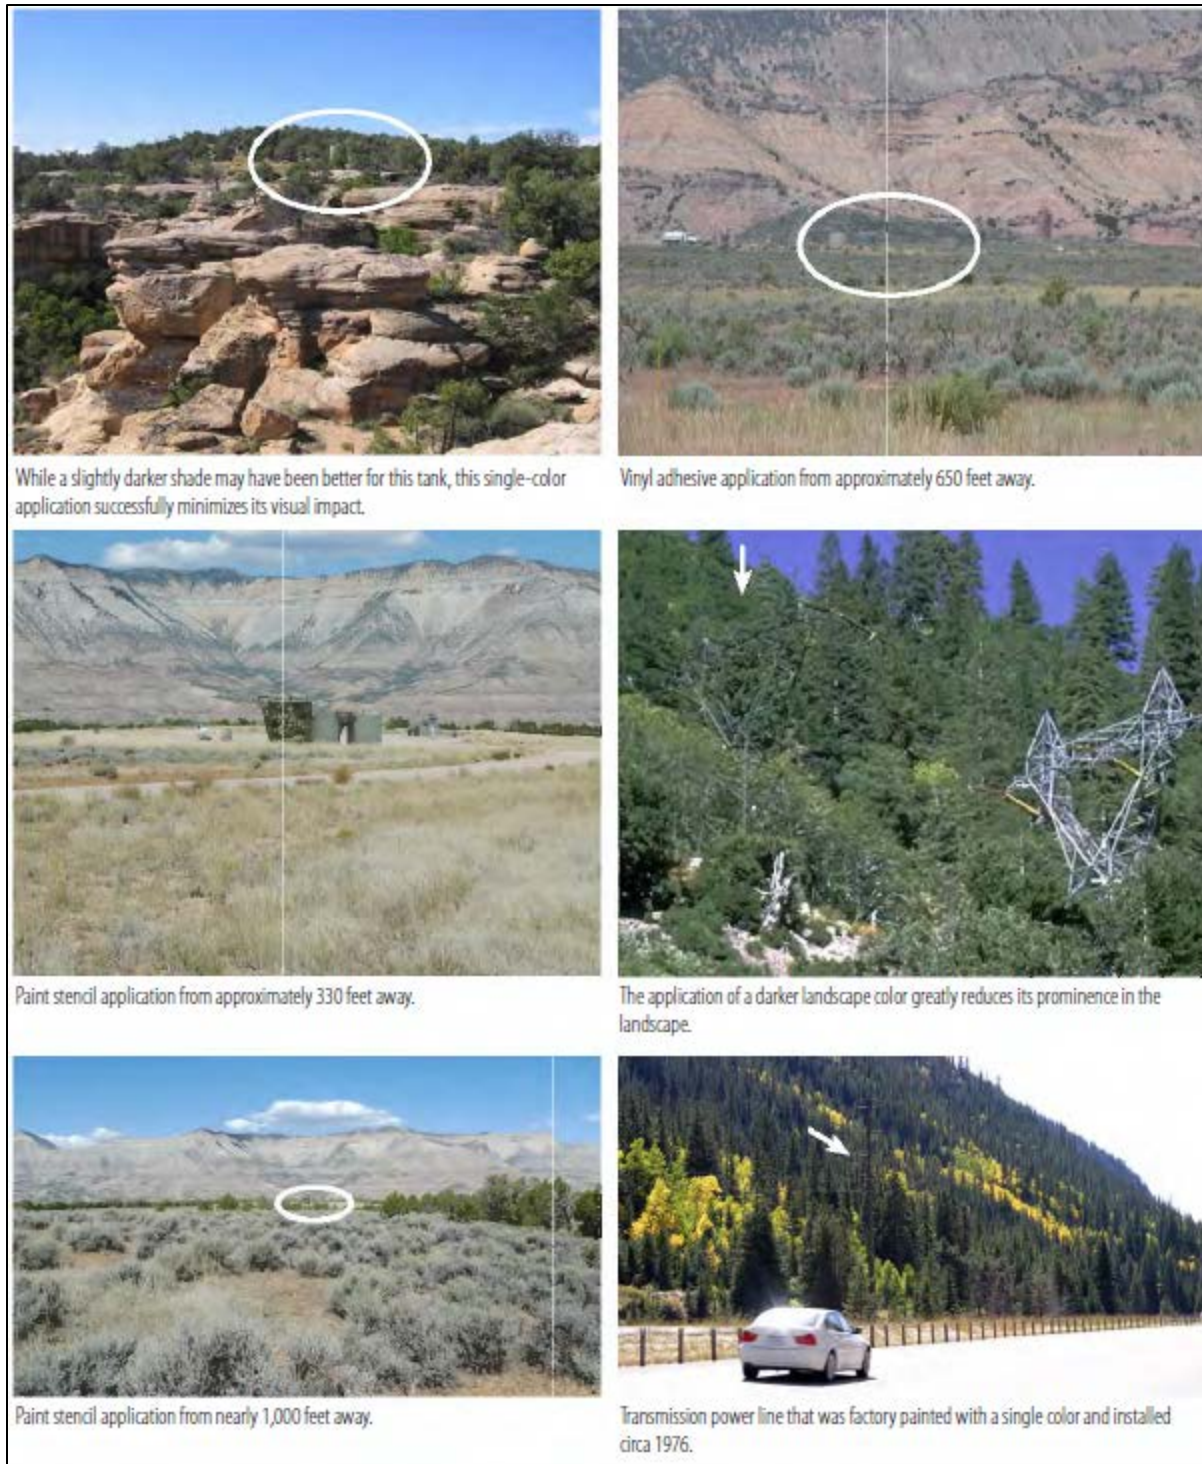 While a slightly darker shade may have been better for this tank, this single-color
application successfully minimizes its visual impact.
Vinyl adhesive application from approximately 650 feet away.
Paint stencil application from approximately 330 feet away.
The application of a darker landscape color greatly reduces its prominence in the
landscape.
Paint stencil application from nearly 1,000 feet away.
Transmission power line that was factory painted with a single color and installed
circa 1976.